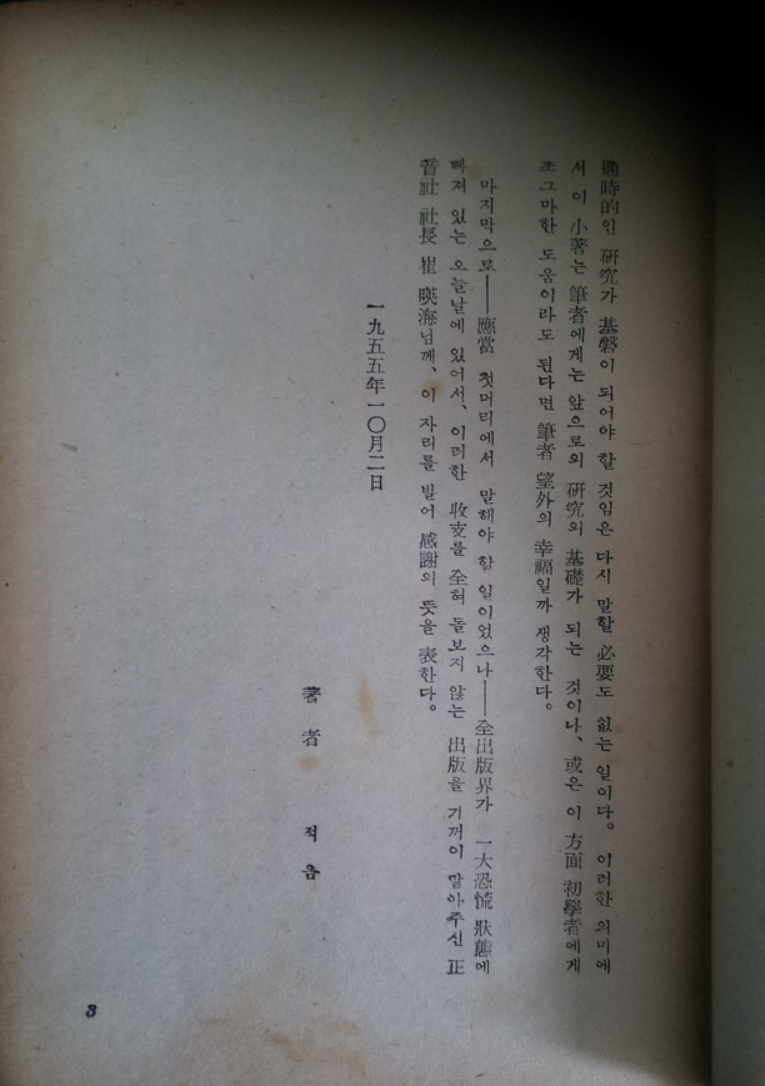 通時的인 研究가 基盤이 되어야 할 것임은 다시 말할 必要도 없는 일이다。 이러한 의미에
서 이 小著는 筆者에게는 앞으로의 研究의 基礎가 되는 것이나、 或은 이 方面 初學者에게
조그마한 도움이라도 된다면 筆者 望外의 幸福일까 생각한다。
마지막으로——應當 첫머리에서 말해야 할 일이었으나——全出版界가 一大恐慌 狀態에
빠져 있는 오늘날에 있어서、 이러한 收支를 全혀 돌보지 않는 出版을 기꺼이 맡아주신 正
音社 社長 崔 暎海님께、 이 자리를 빌어 感謝의 뜻을 表한다。
一九五五年一〇月二日
著者 적음
3